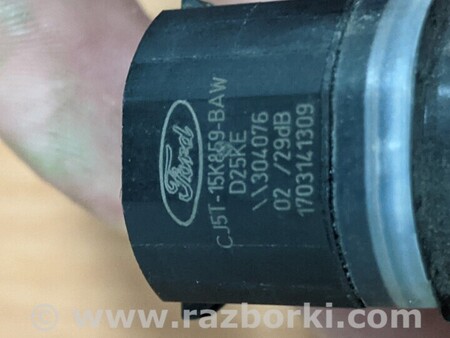 Ford
CJ5T-15K859-BAW
D25KE
\\304076
02 /29dB
1703141309
© www.razborki.com